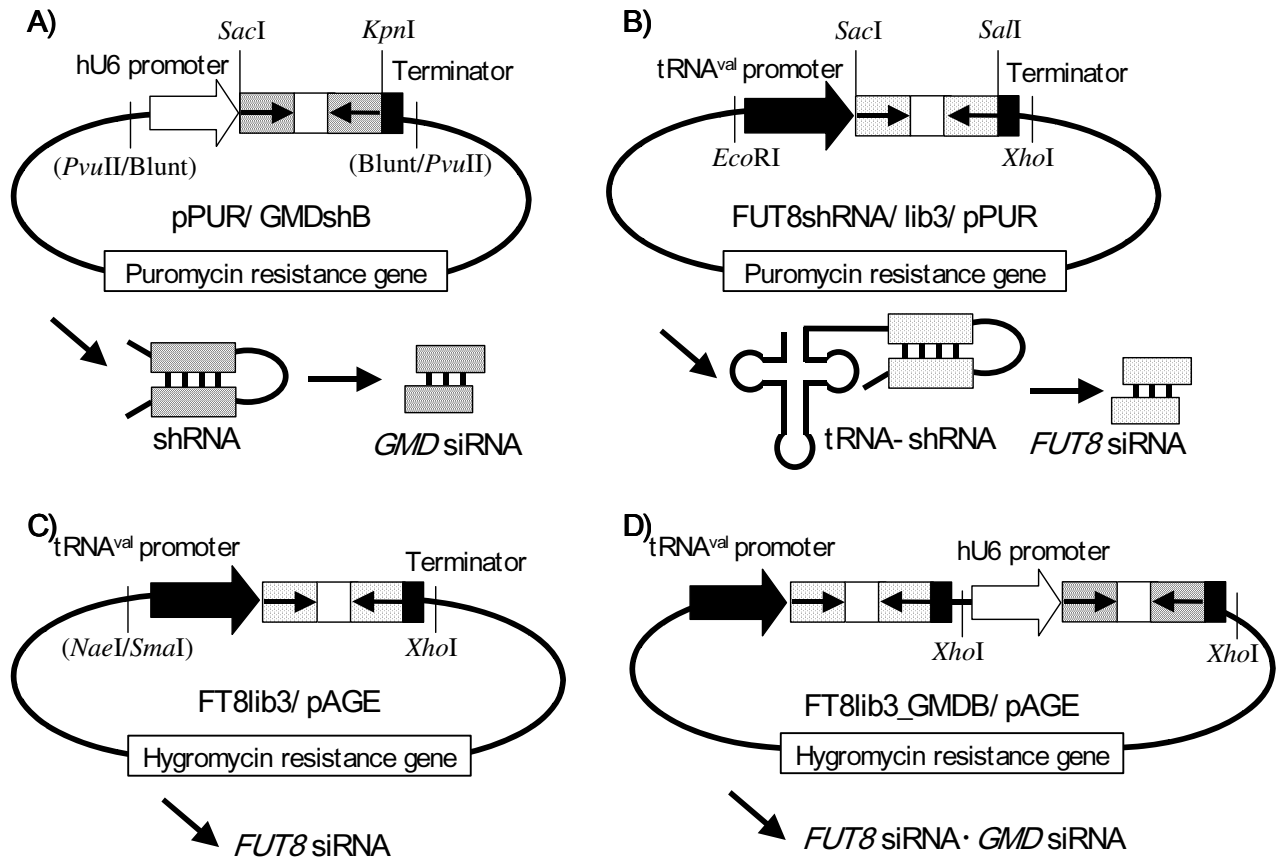 A)
SacI
KpnI
hU6 promoter
Terminator
(PvuII/Blunt)
(Blunt/PvuII)
pPUR/ GMDshB
Puromycin resistance gene
shRNA
GMD siRNA
B)
SacI
SalI
tRNAval promoter
Terminator
EcoRI
XhoI
FUT8shRNA/ lib3/ pPUR
Puromycin resistance gene
tRNA- shRNA
FUT8 siRNA
C)
tRNAval promoter
Terminator
(NaeI/SmaI)
XhoI
FT8lib3/ pAGE
Hygromycin resistance gene
FUT8 siRNA
D)
tRNAval promoter
hU6 promoter
XhoI
XhoI
FT8lib3_GMDB/ pAGE
Hygromycin resistance gene
FUT8 siRNA · GMD siRNA